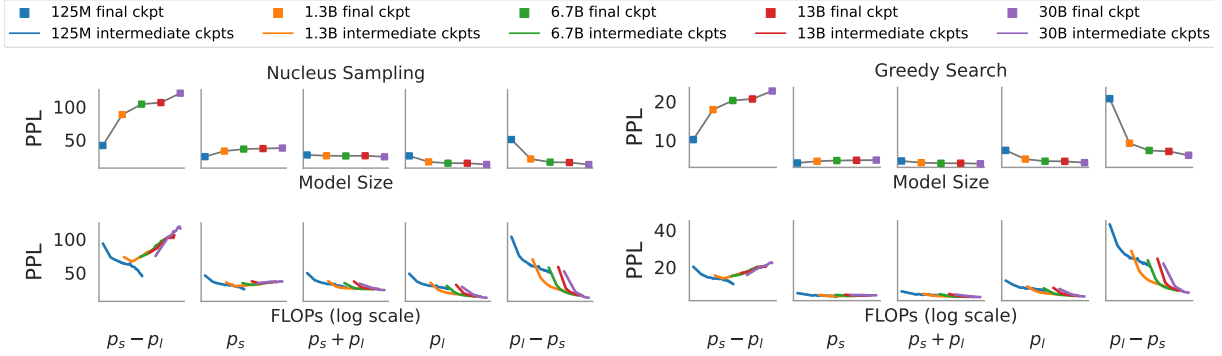 125M final ckpt 1.3B final ckpt 6.7B final ckpt 13B final ckpt 30B final ckpt
125M intermediate ckpts 1.3B intermediate ckpts 6.7B intermediate ckpts 13B intermediate ckpts 30B intermediate ckpts
Nucleus Sampling Greedy Search
PPL 100 50 PPL 20 10
Model Size Model Size
PPL 100 50 PPL 40 20
FLOPs (log scale) FLOPs (log scale)
p_s − p_l p_s p_s + p_l p_l p_l − p_s p_s − p_l p_s p_s + p_l p_l p_l − p_s